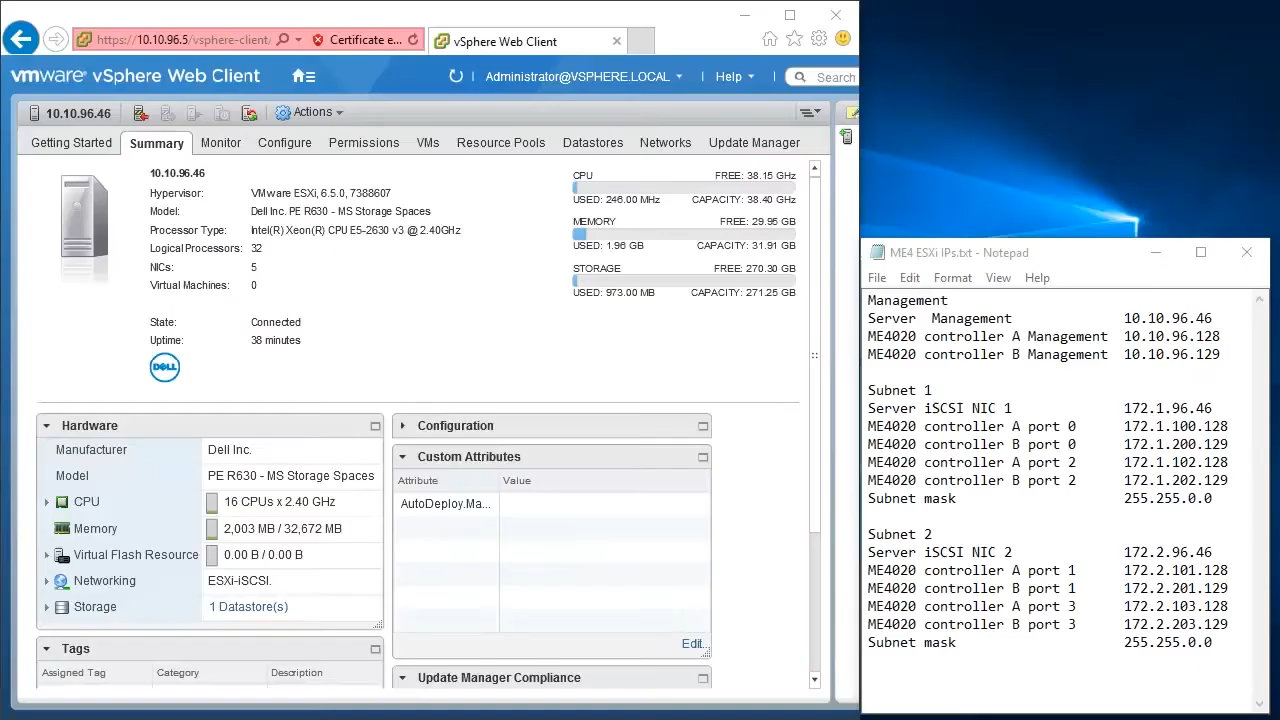 https://10.10.96.5/vsphere-client/ Certificate e... vSphere Web Client
vmware® vSphere Web Client Administrator@VSPHERE.LOCAL Help Search
10.10.96.46 Actions
Getting Started Summary Monitor Configure Permissions VMs Resource Pools Datastores Networks Update Manager
10.10.96.46
Hypervisor: VMware ESXi, 6.5.0, 7388607
Model: Dell Inc. PE R630 - MS Storage Spaces
Processor Type: Intel(R) Xeon(R) CPU E5-2630 v3 @ 2.40GHz
Logical Processors: 32
NICs: 5
Virtual Machines: 0
State: Connected
Uptime: 38 minutes
DELL
CPU FREE: 38.15 GHz
USED: 246.00 MHz CAPACITY: 38.40 GHz
MEMORY FREE: 29.95 GB
USED: 1.96 GB CAPACITY: 31.91 GB
STORAGE FREE: 270.30 GB
USED: 973.00 MB CAPACITY: 271.25 GB
Hardware
Manufacturer Dell Inc.
Model PE R630 - MS Storage Spaces
CPU 16 CPUs x 2.40 GHz
Memory 2,003 MB / 32,672 MB
Virtual Flash Resource 0.00 B / 0.00 B
Networking ESXi-iSCSI.
Storage 1 Datastore(s)
Tags
Assigned Tag Category Description
Configuration
Custom Attributes
Attribute Value
AutoDeploy.Ma...
Edit...
Update Manager Compliance
ME4 ESXi IPs.txt - Notepad
File Edit Format View Help
Management
Server  Management 10.10.96.46
ME4020 controller A Management 10.10.96.128
ME4020 controller B Management 10.10.96.129
Subnet 1
Server iSCSI NIC 1 172.1.96.46
ME4020 controller A port 0 172.1.100.128
ME4020 controller B port 0 172.1.200.129
ME4020 controller A port 2 172.1.102.128
ME4020 controller B port 2 172.1.202.129
Subnet mask 255.255.0.0
Subnet 2
Server iSCSI NIC 2 172.2.96.46
ME4020 controller A port 1 172.2.101.128
ME4020 controller B port 1 172.2.201.129
ME4020 controller A port 3 172.2.103.128
ME4020 controller B port 3 172.2.203.129
Subnet mask 255.255.0.0